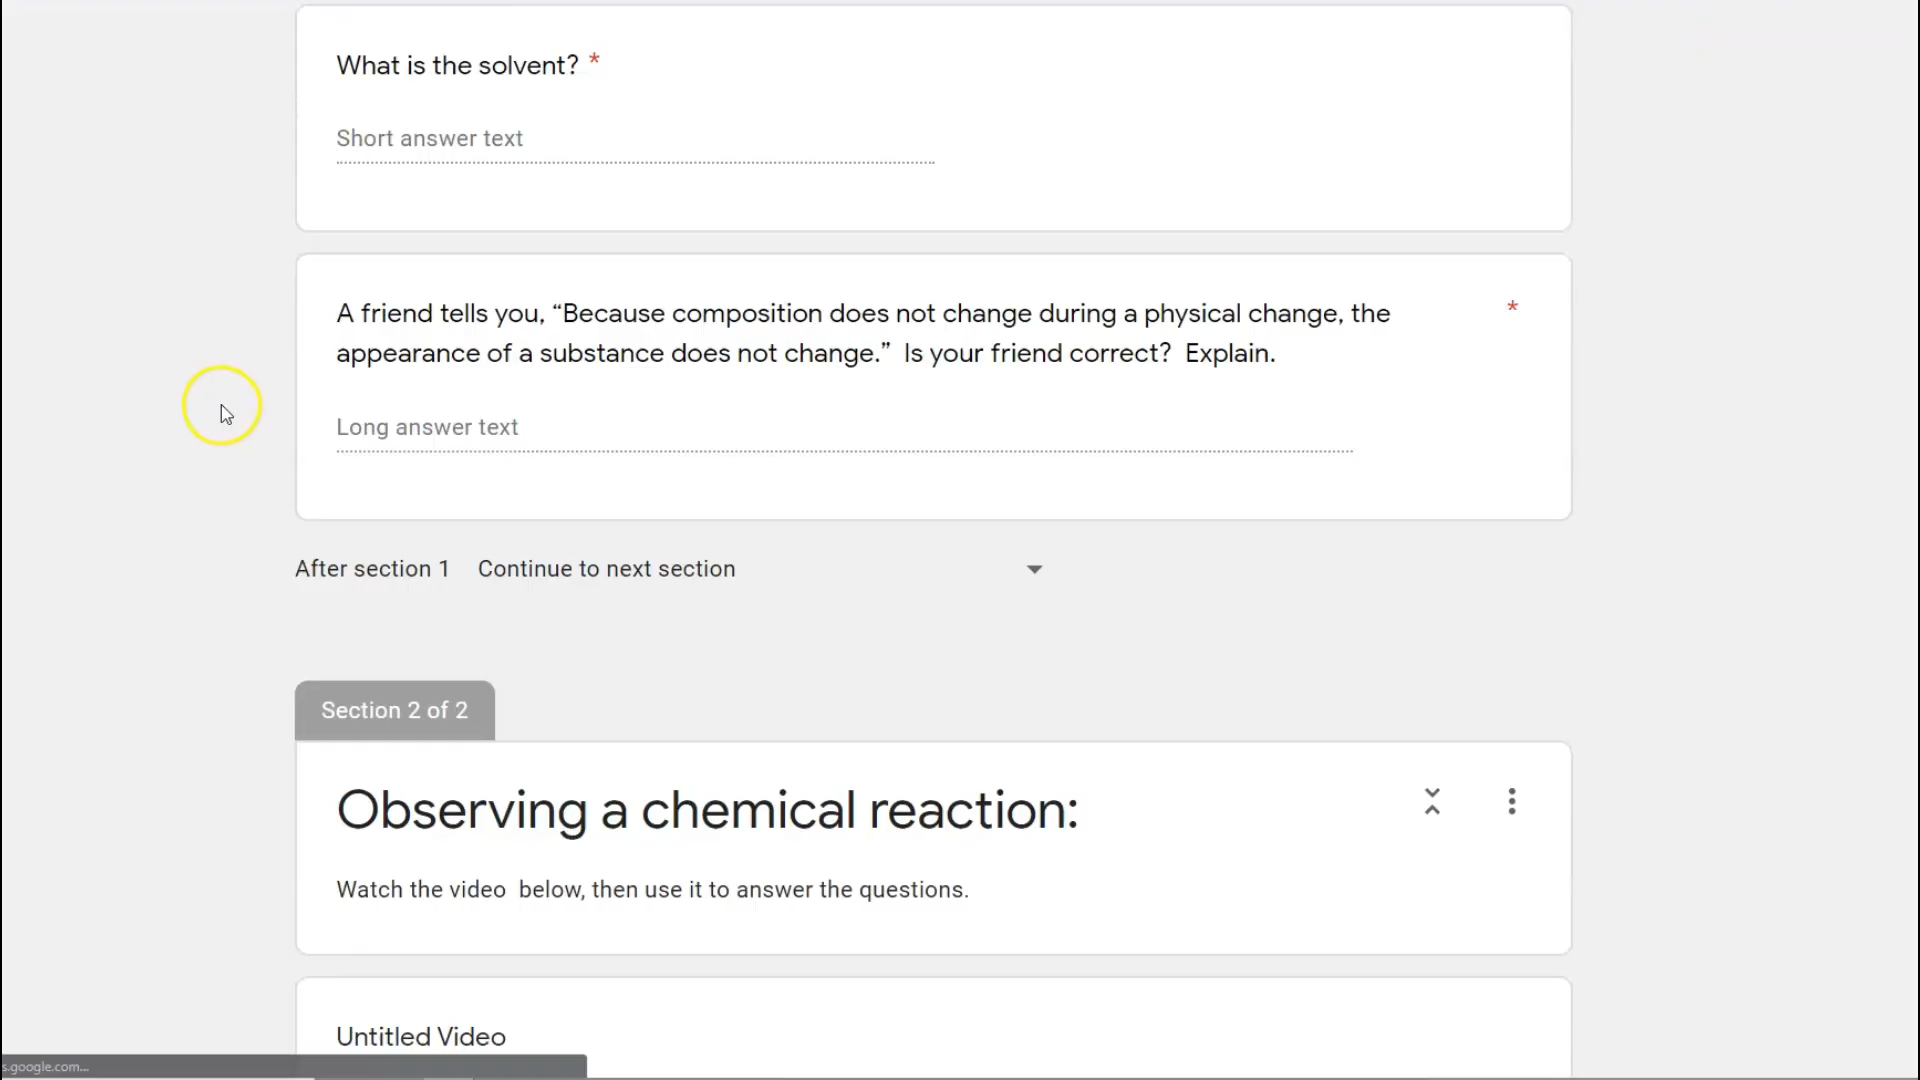 What is the solvent? *
Short answer text
A friend tells you, “Because composition does not change during a physical change, the *
appearance of a substance does not change.”  Is your friend correct?  Explain.
Long answer text
After section 1 Continue to next section
Section 2 of 2
Observing a chemical reaction:
Watch the video  below, then use it to answer the questions.
Untitled Video
s.google.com...